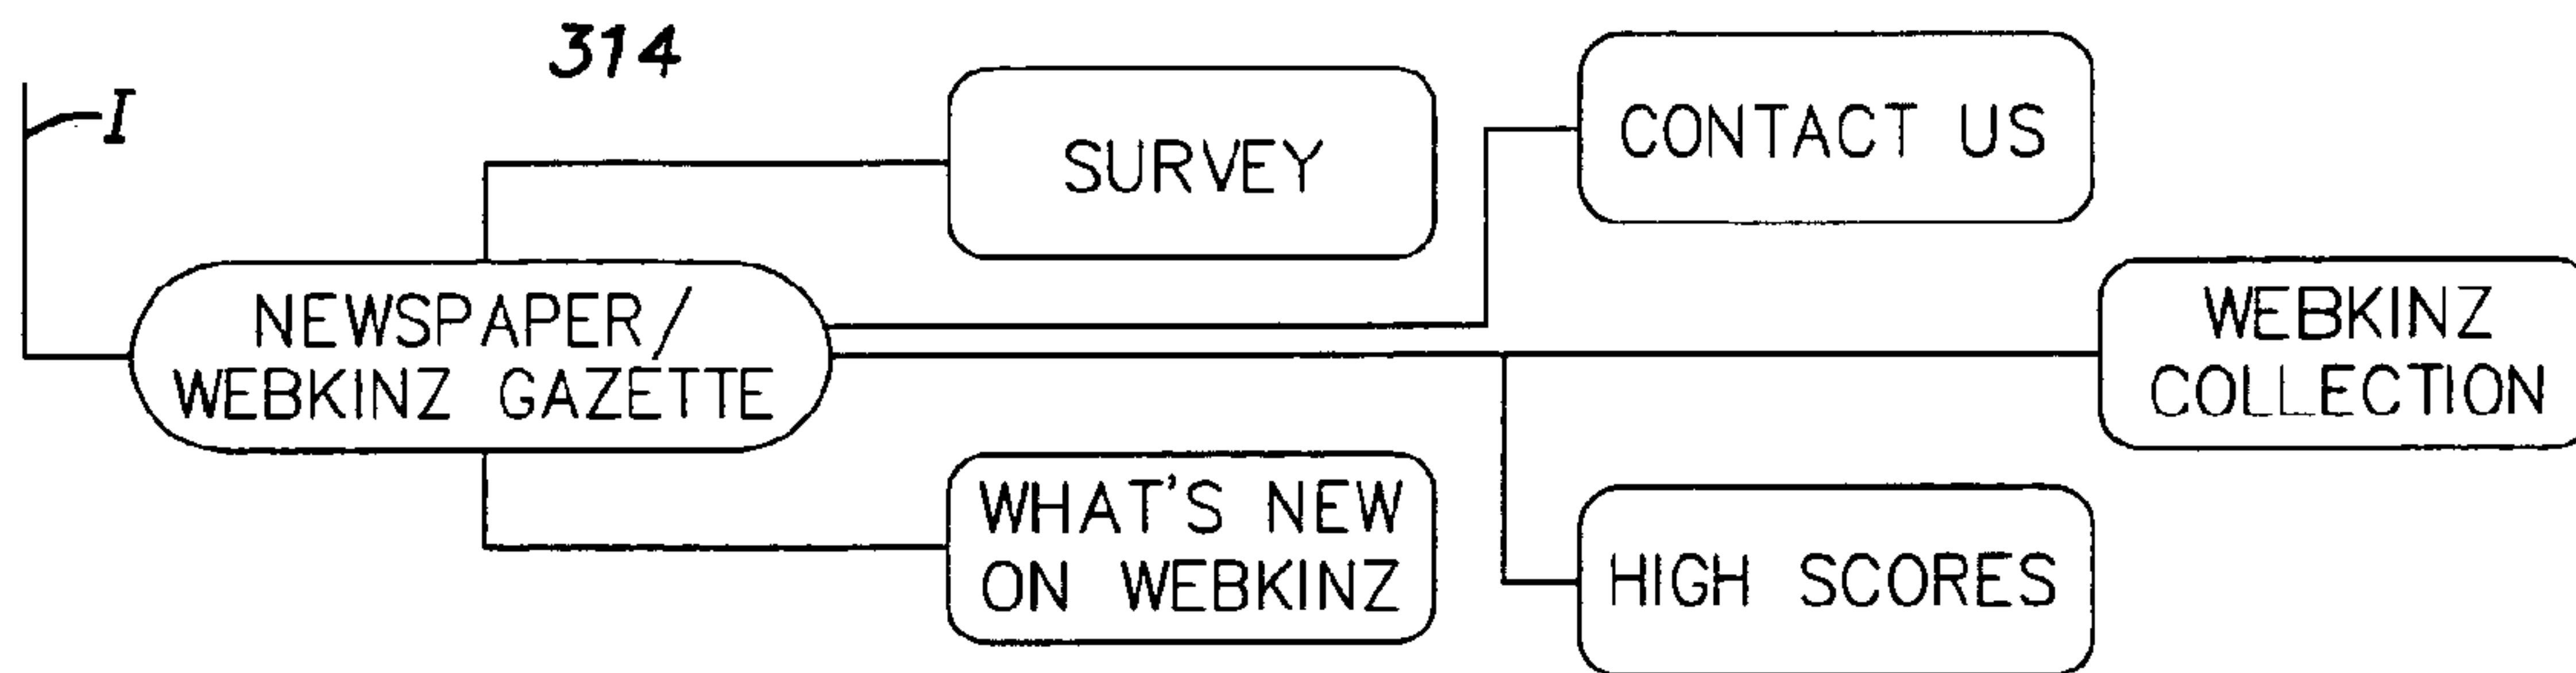 314
I
SURVEY
CONTACT US
NEWSPAPER/
WEBKINZ GAZETTE
WEBKINZ
COLLECTION
WHAT'S NEW
ON WEBKINZ
HIGH SCORES